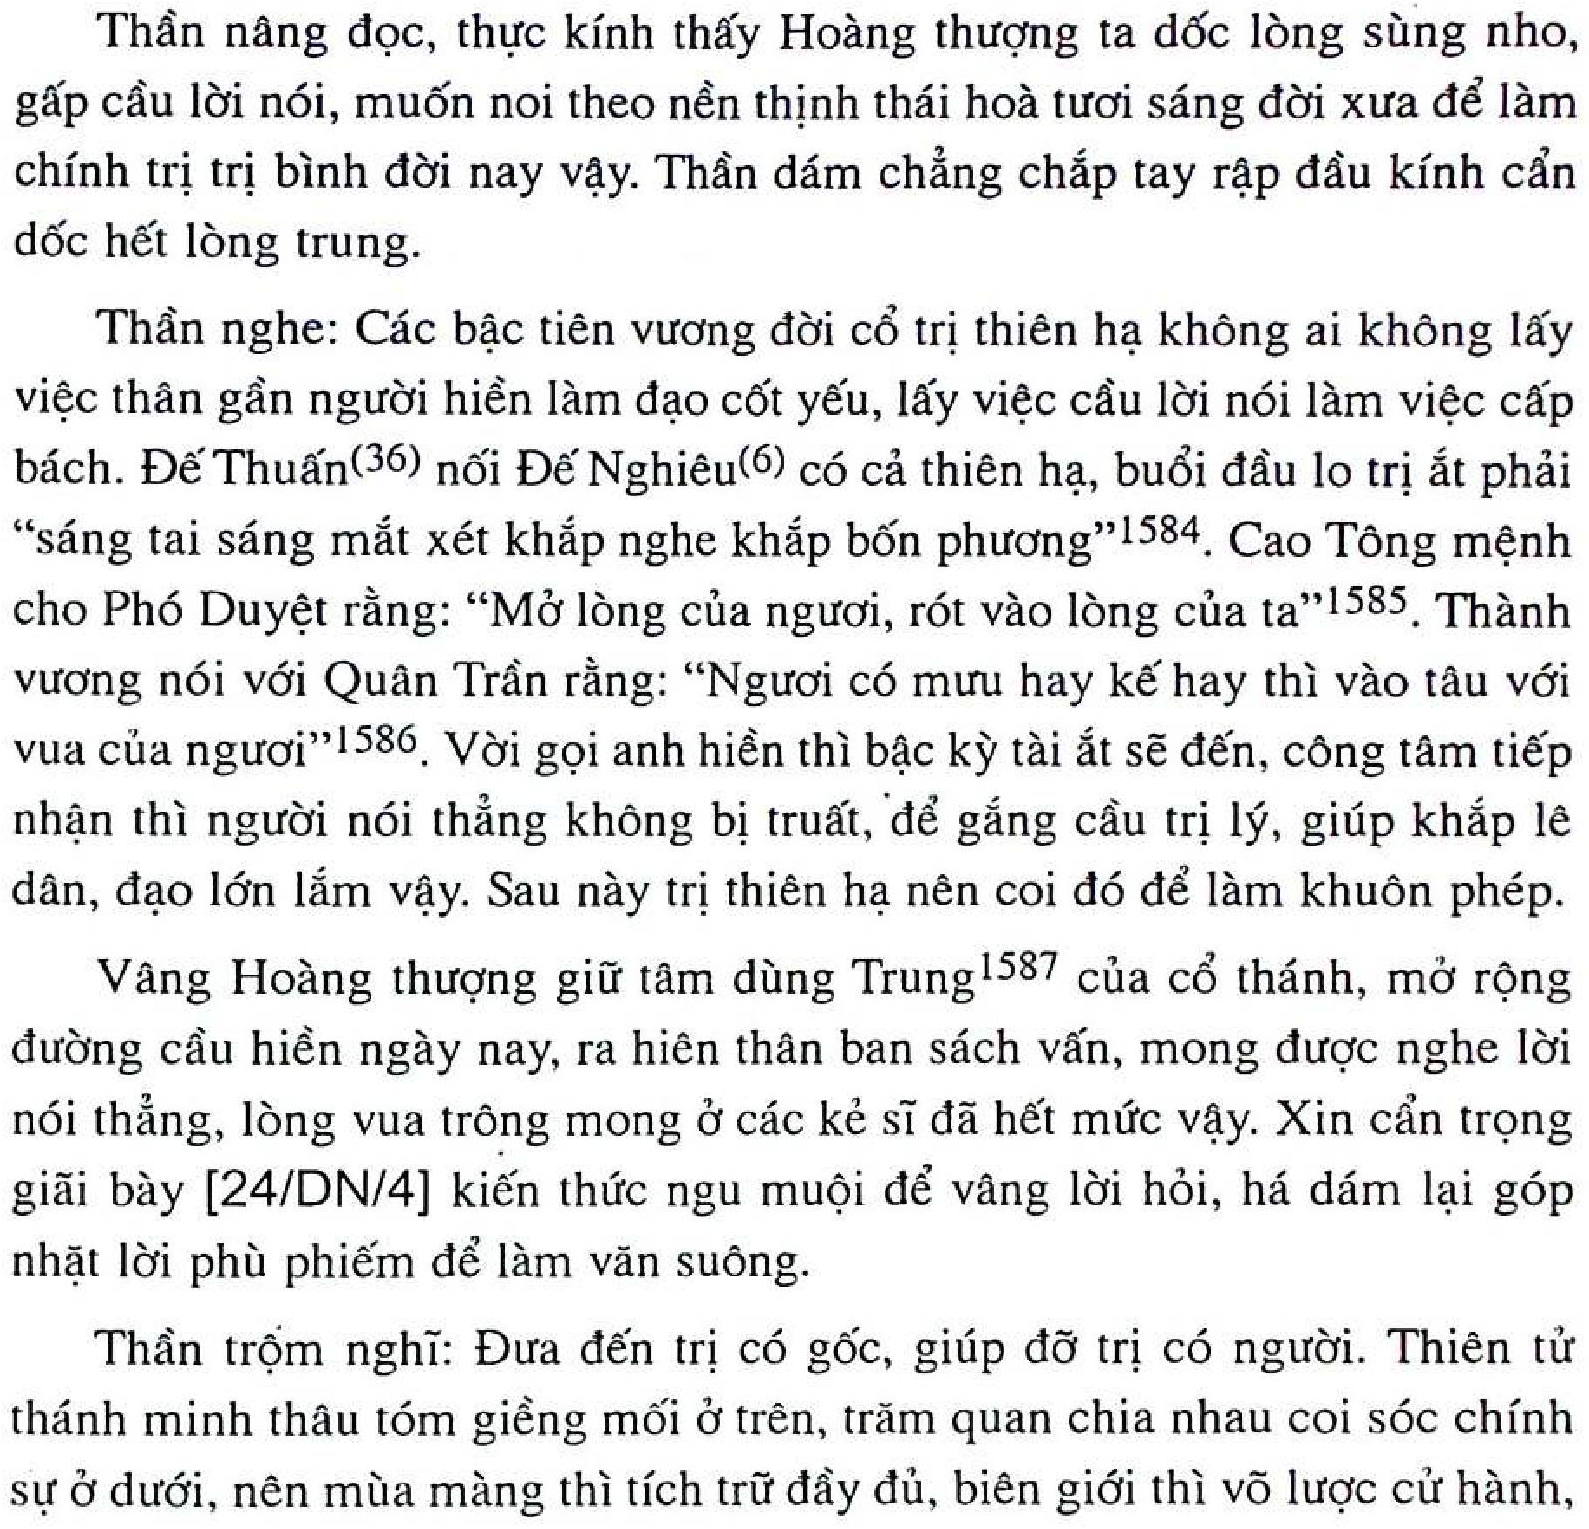 Thần nâng đọc, thực kính thấy Hoàng thượng ta dốc lòng sùng nho,
gấp cầu lời nói, muốn noi theo nền thịnh thái hoà tươi sáng đời xưa để làm
chính trị trị bình đời nay vậy. Thần dám chẳng chắp tay rập đầu kính cẩn
dốc hết lòng trung.
Thần nghe: Các bậc tiên vương đời cổ trị thiên hạ không ai không lấy
việc thân gần người hiền làm đạo cốt yếu, lấy việc cầu lời nói làm việc cấp
bách. Đế Thuấn(36) nối Đế Nghiêu(6) có cả thiên hạ, buổi đầu lo trị ắt phải
“sáng tai sáng mắt xét khắp nghe khắp bốn phương”1584. Cao Tông mệnh
cho Phó Duyệt rằng: “Mở lòng của ngươi, rót vào lòng của ta”1585. Thành
vương nói với Quân Trần rằng: “Ngươi có mưu hay kế hay thì vào tâu với
vua của ngươi”1586. Vời gọi anh hiền thì bậc kỳ tài ắt sẽ đến, công tâm tiếp
nhận thì người nói thẳng không bị truất, để gắng cầu trị lý, giúp khắp lê
dân, đạo lớn lắm vậy. Sau này trị thiên hạ nên coi đó để làm khuôn phép.
Vâng Hoàng thượng giữ tâm dùng Trung1587 của cổ thánh, mở rộng
đường cầu hiền ngày nay, ra hiên thân ban sách vấn, mong được nghe lời
nói thẳng, lòng vua trông mong ở các kẻ sĩ đã hết mức vậy. Xin cẩn trọng
giãi bày [24/DN/4] kiến thức ngu muội để vâng lời hỏi, há dám lại góp
nhặt lời phù phiếm để làm văn suông.
Thần trộm nghĩ: Đưa đến trị có gốc, giúp đỡ trị có người. Thiên tử
thánh minh thâu tóm giềng mối ở trên, trăm quan chia nhau coi sóc chính
sự ở dưới, nên mùa màng thì tích trữ đầy đủ, biên giới thì võ lược cử hành,